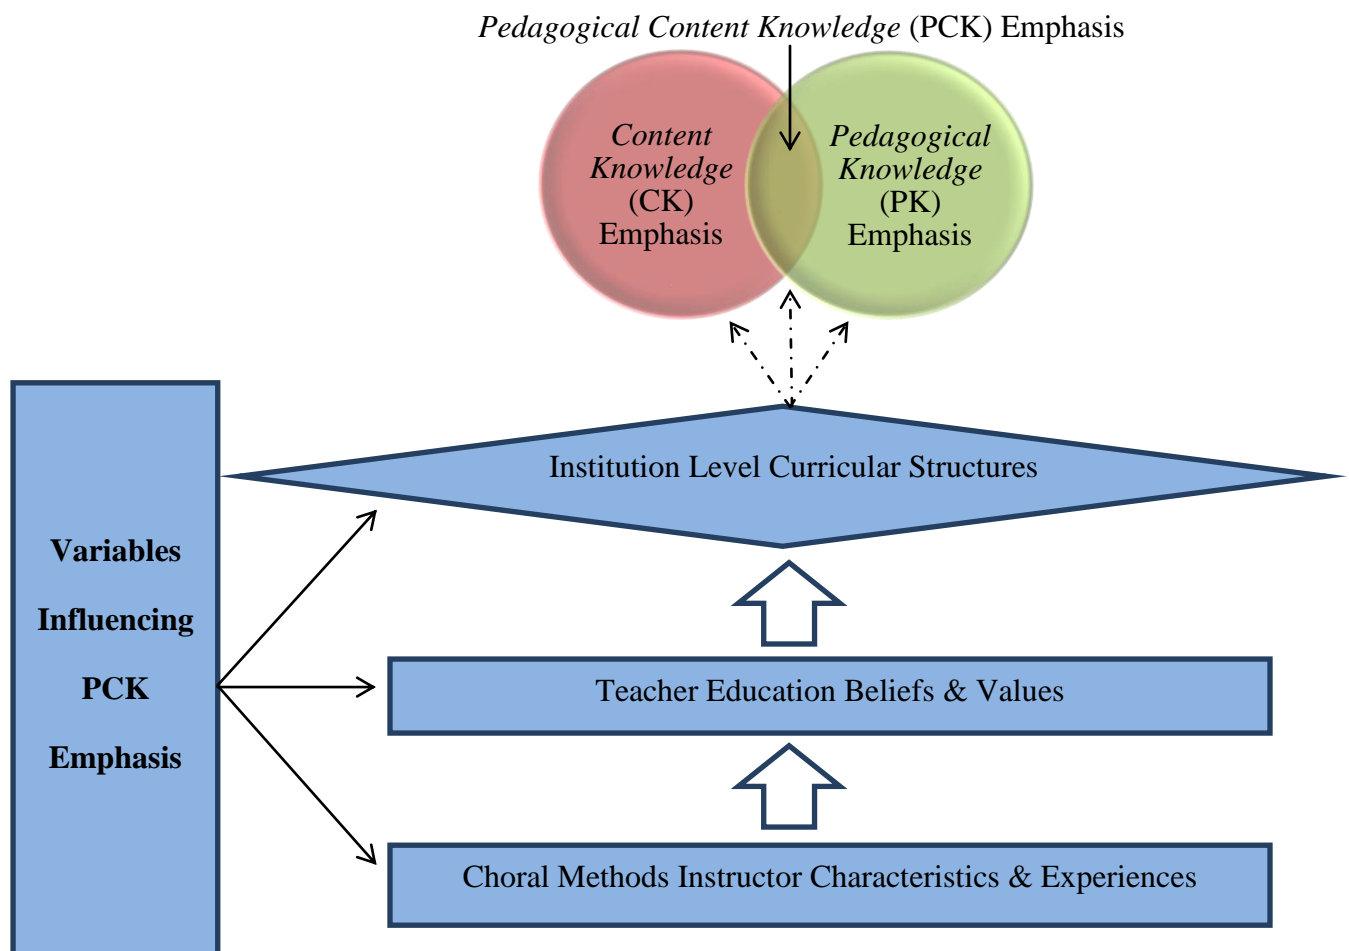 Pedagogical Content Knowledge (PCK) Emphasis
Content
Knowledge
(CK)
Emphasis
Pedagogical
Knowledge
(PK)
Emphasis
Institution Level Curricular Structures
Variables
Influencing
PCK
Emphasis
Teacher Education Beliefs & Values
Choral Methods Instructor Characteristics & Experiences